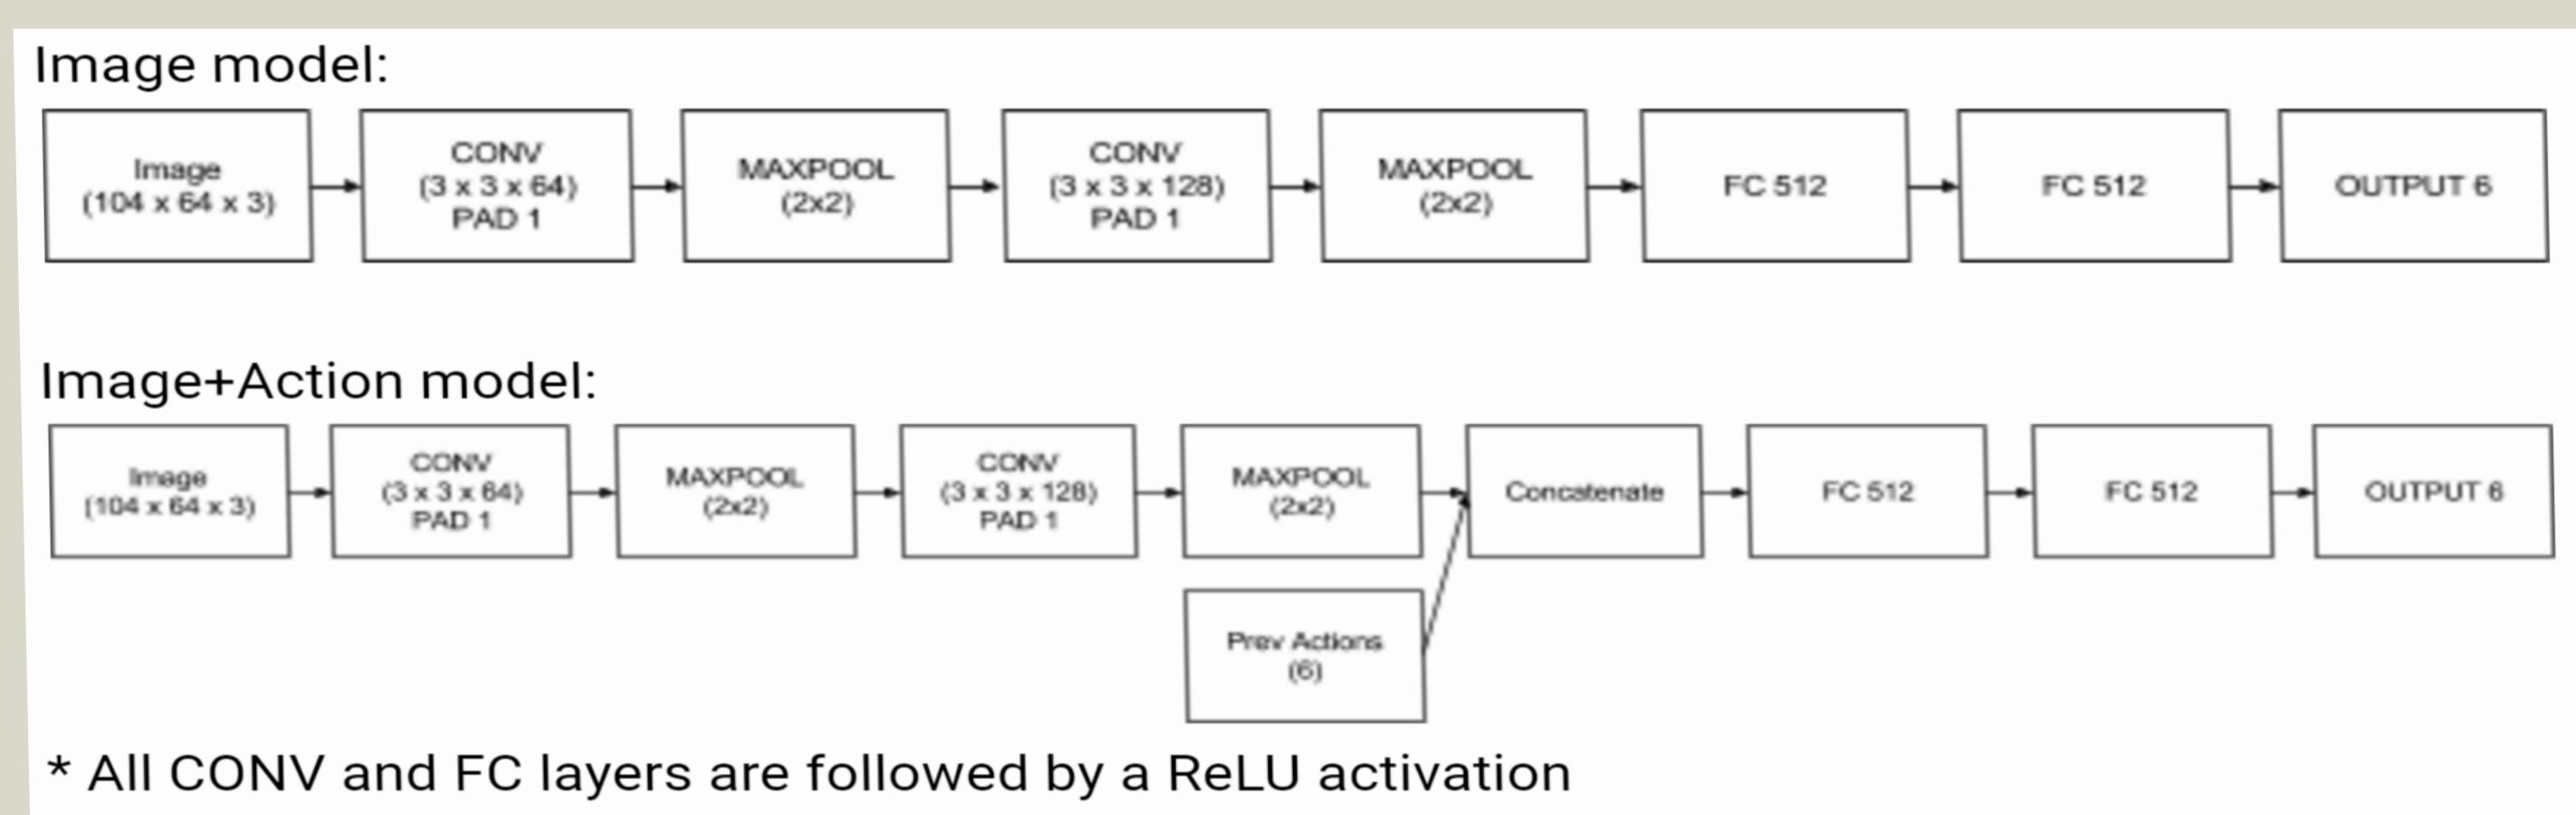 Image model:
Image
(104 x 64 x 3)
CONV
(3 x 3 x 64)
PAD 1
MAXPOOL
(2x2)
CONV
(3 x 3 x 128)
PAD 1
MAXPOOL
(2x2)
FC 512
FC 512
OUTPUT 6
Image+Action model:
Image
(104 x 64 x 3)
CONV
(3 x 3 x 64)
PAD 1
MAXPOOL
(2x2)
CONV
(3 x 3 x 128)
PAD 1
MAXPOOL
(2x2)
Concatenate
FC 512
FC 512
OUTPUT 6
Prev Actions
(6)
* All CONV and FC layers are followed by a ReLU activation